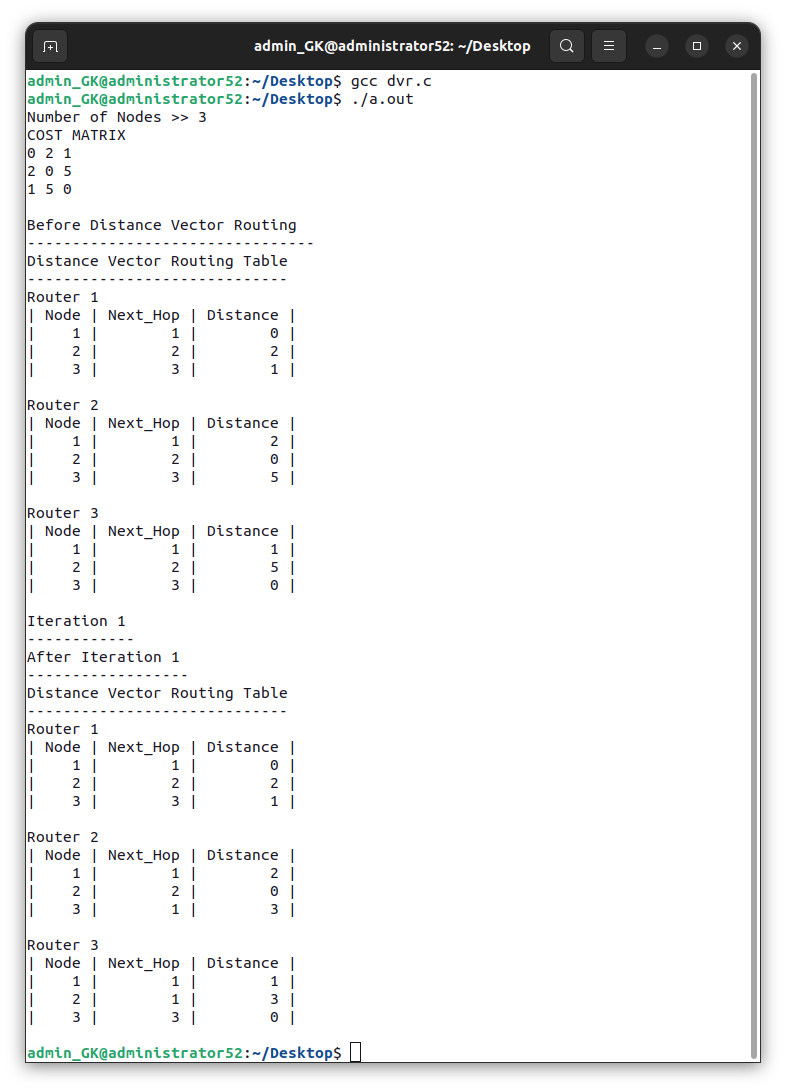 admin_GK@administrator52: ~/Desktop
admin_GK@administrator52:~/Desktop$ gcc dvr.c
admin_GK@administrator52:~/Desktop$ ./a.out
Number of Nodes >> 3
COST MATRIX
0 2 1
2 0 5
1 5 0

Before Distance Vector Routing
--------------------------------
Distance Vector Routing Table
-----------------------------
Router 1
| Node | Next_Hop | Distance |
|    1 |        1 |        0 |
|    2 |        2 |        2 |
|    3 |        3 |        1 |

Router 2
| Node | Next_Hop | Distance |
|    1 |        1 |        2 |
|    2 |        2 |        0 |
|    3 |        3 |        5 |

Router 3
| Node | Next_Hop | Distance |
|    1 |        1 |        1 |
|    2 |        2 |        5 |
|    3 |        3 |        0 |

Iteration 1
------------
After Iteration 1
------------------
Distance Vector Routing Table
-----------------------------
Router 1
| Node | Next_Hop | Distance |
|    1 |        1 |        0 |
|    2 |        2 |        2 |
|    3 |        3 |        1 |

Router 2
| Node | Next_Hop | Distance |
|    1 |        1 |        2 |
|    2 |        2 |        0 |
|    3 |        1 |        3 |

Router 3
| Node | Next_Hop | Distance |
|    1 |        1 |        1 |
|    2 |        1 |        3 |
|    3 |        3 |        0 |

admin_GK@administrator52:~/Desktop$